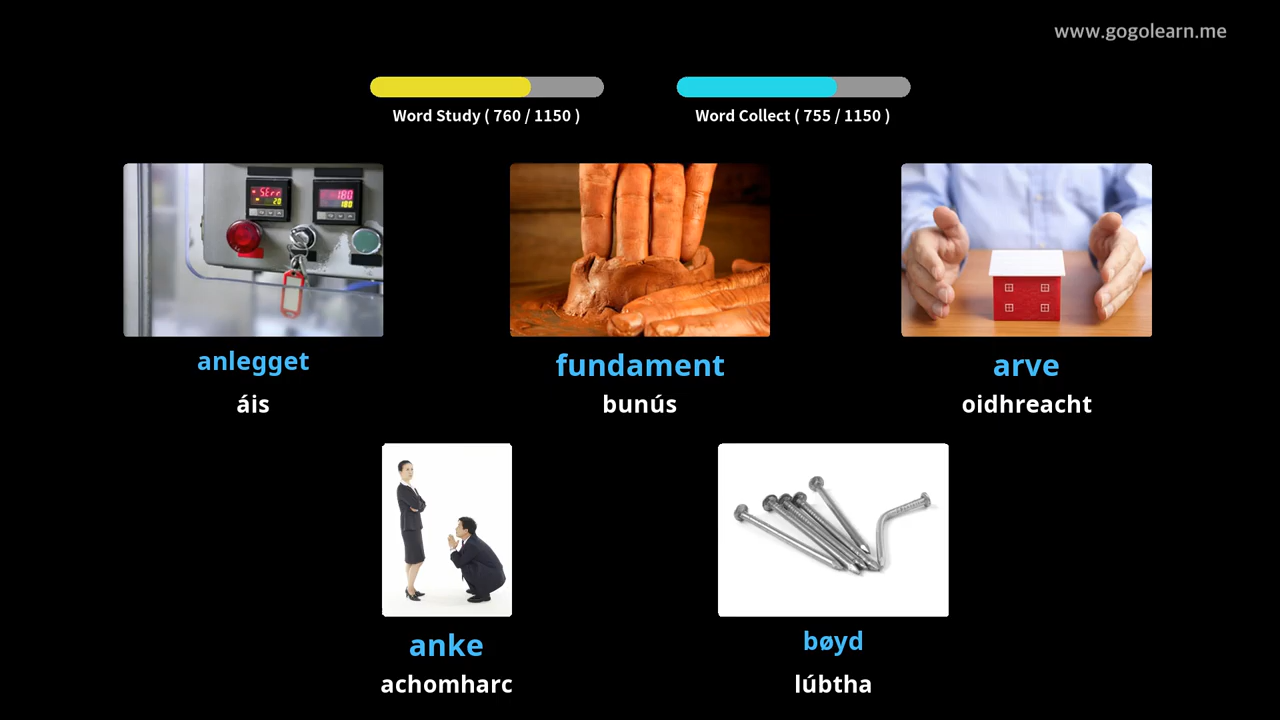 www.gogolearn.me
Word Study ( 760 / 1150 )
Word Collect ( 755 / 1150 )
anlegget
fundament
arve
áis
bunús
oidhreacht
anke
bøyd
achomharc
lúbtha